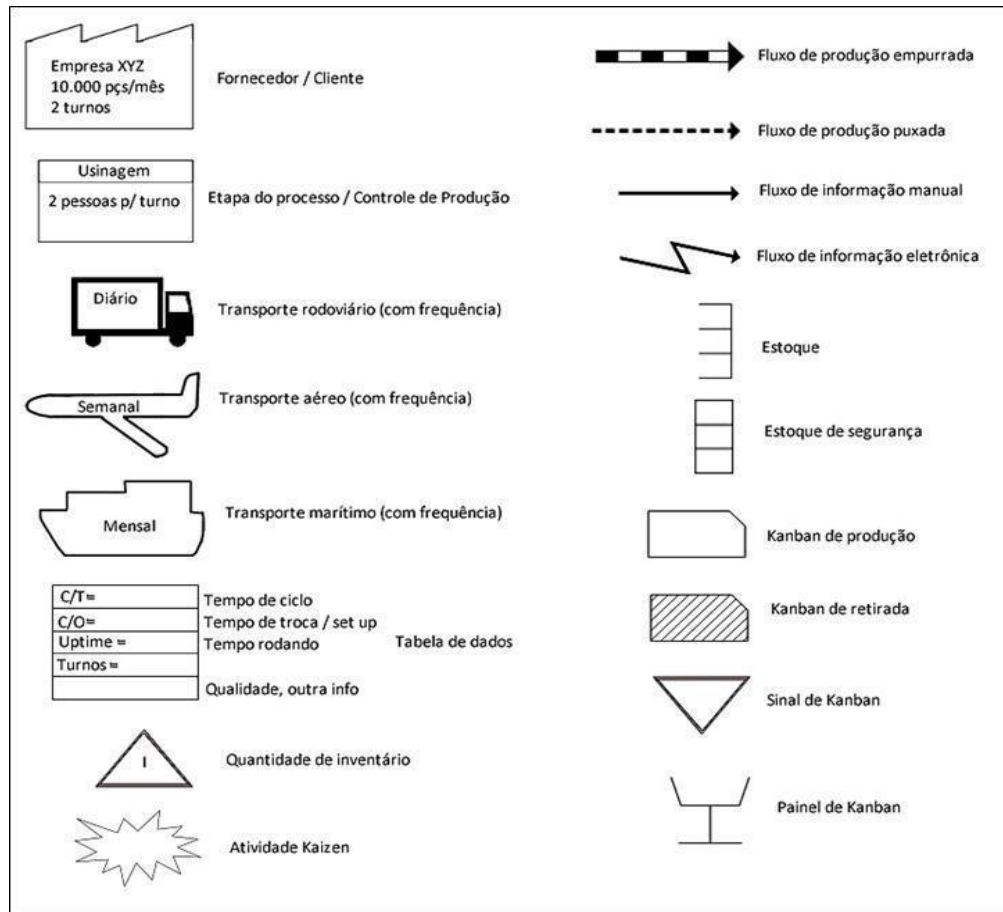 Empresa XYZ
10.000 pçs/mês
2 turnos
Fornecedor / Cliente
Usinagem
2 pessoas p/ turno
Etapa do processo / Controle de Produção
Diário
Transporte rodoviário (com frequência)
Semanal
Transporte aéreo (com frequência)
Mensal
Transporte marítimo (com frequência)
C/T=
Tempo de ciclo
C/O=
Tempo de troca / set up
Uptime =
Tempo rodando
Tabela de dados
Turnos =
Qualidade, outra info
I
Quantidade de inventário
Atividade Kaizen
Fluxo de produção empurrada
Fluxo de produção puxada
Fluxo de informação manual
Fluxo de informação eletrônica
Estoque
Estoque de segurança
Kanban de produção
Kanban de retirada
Sinal de Kanban
Painel de Kanban